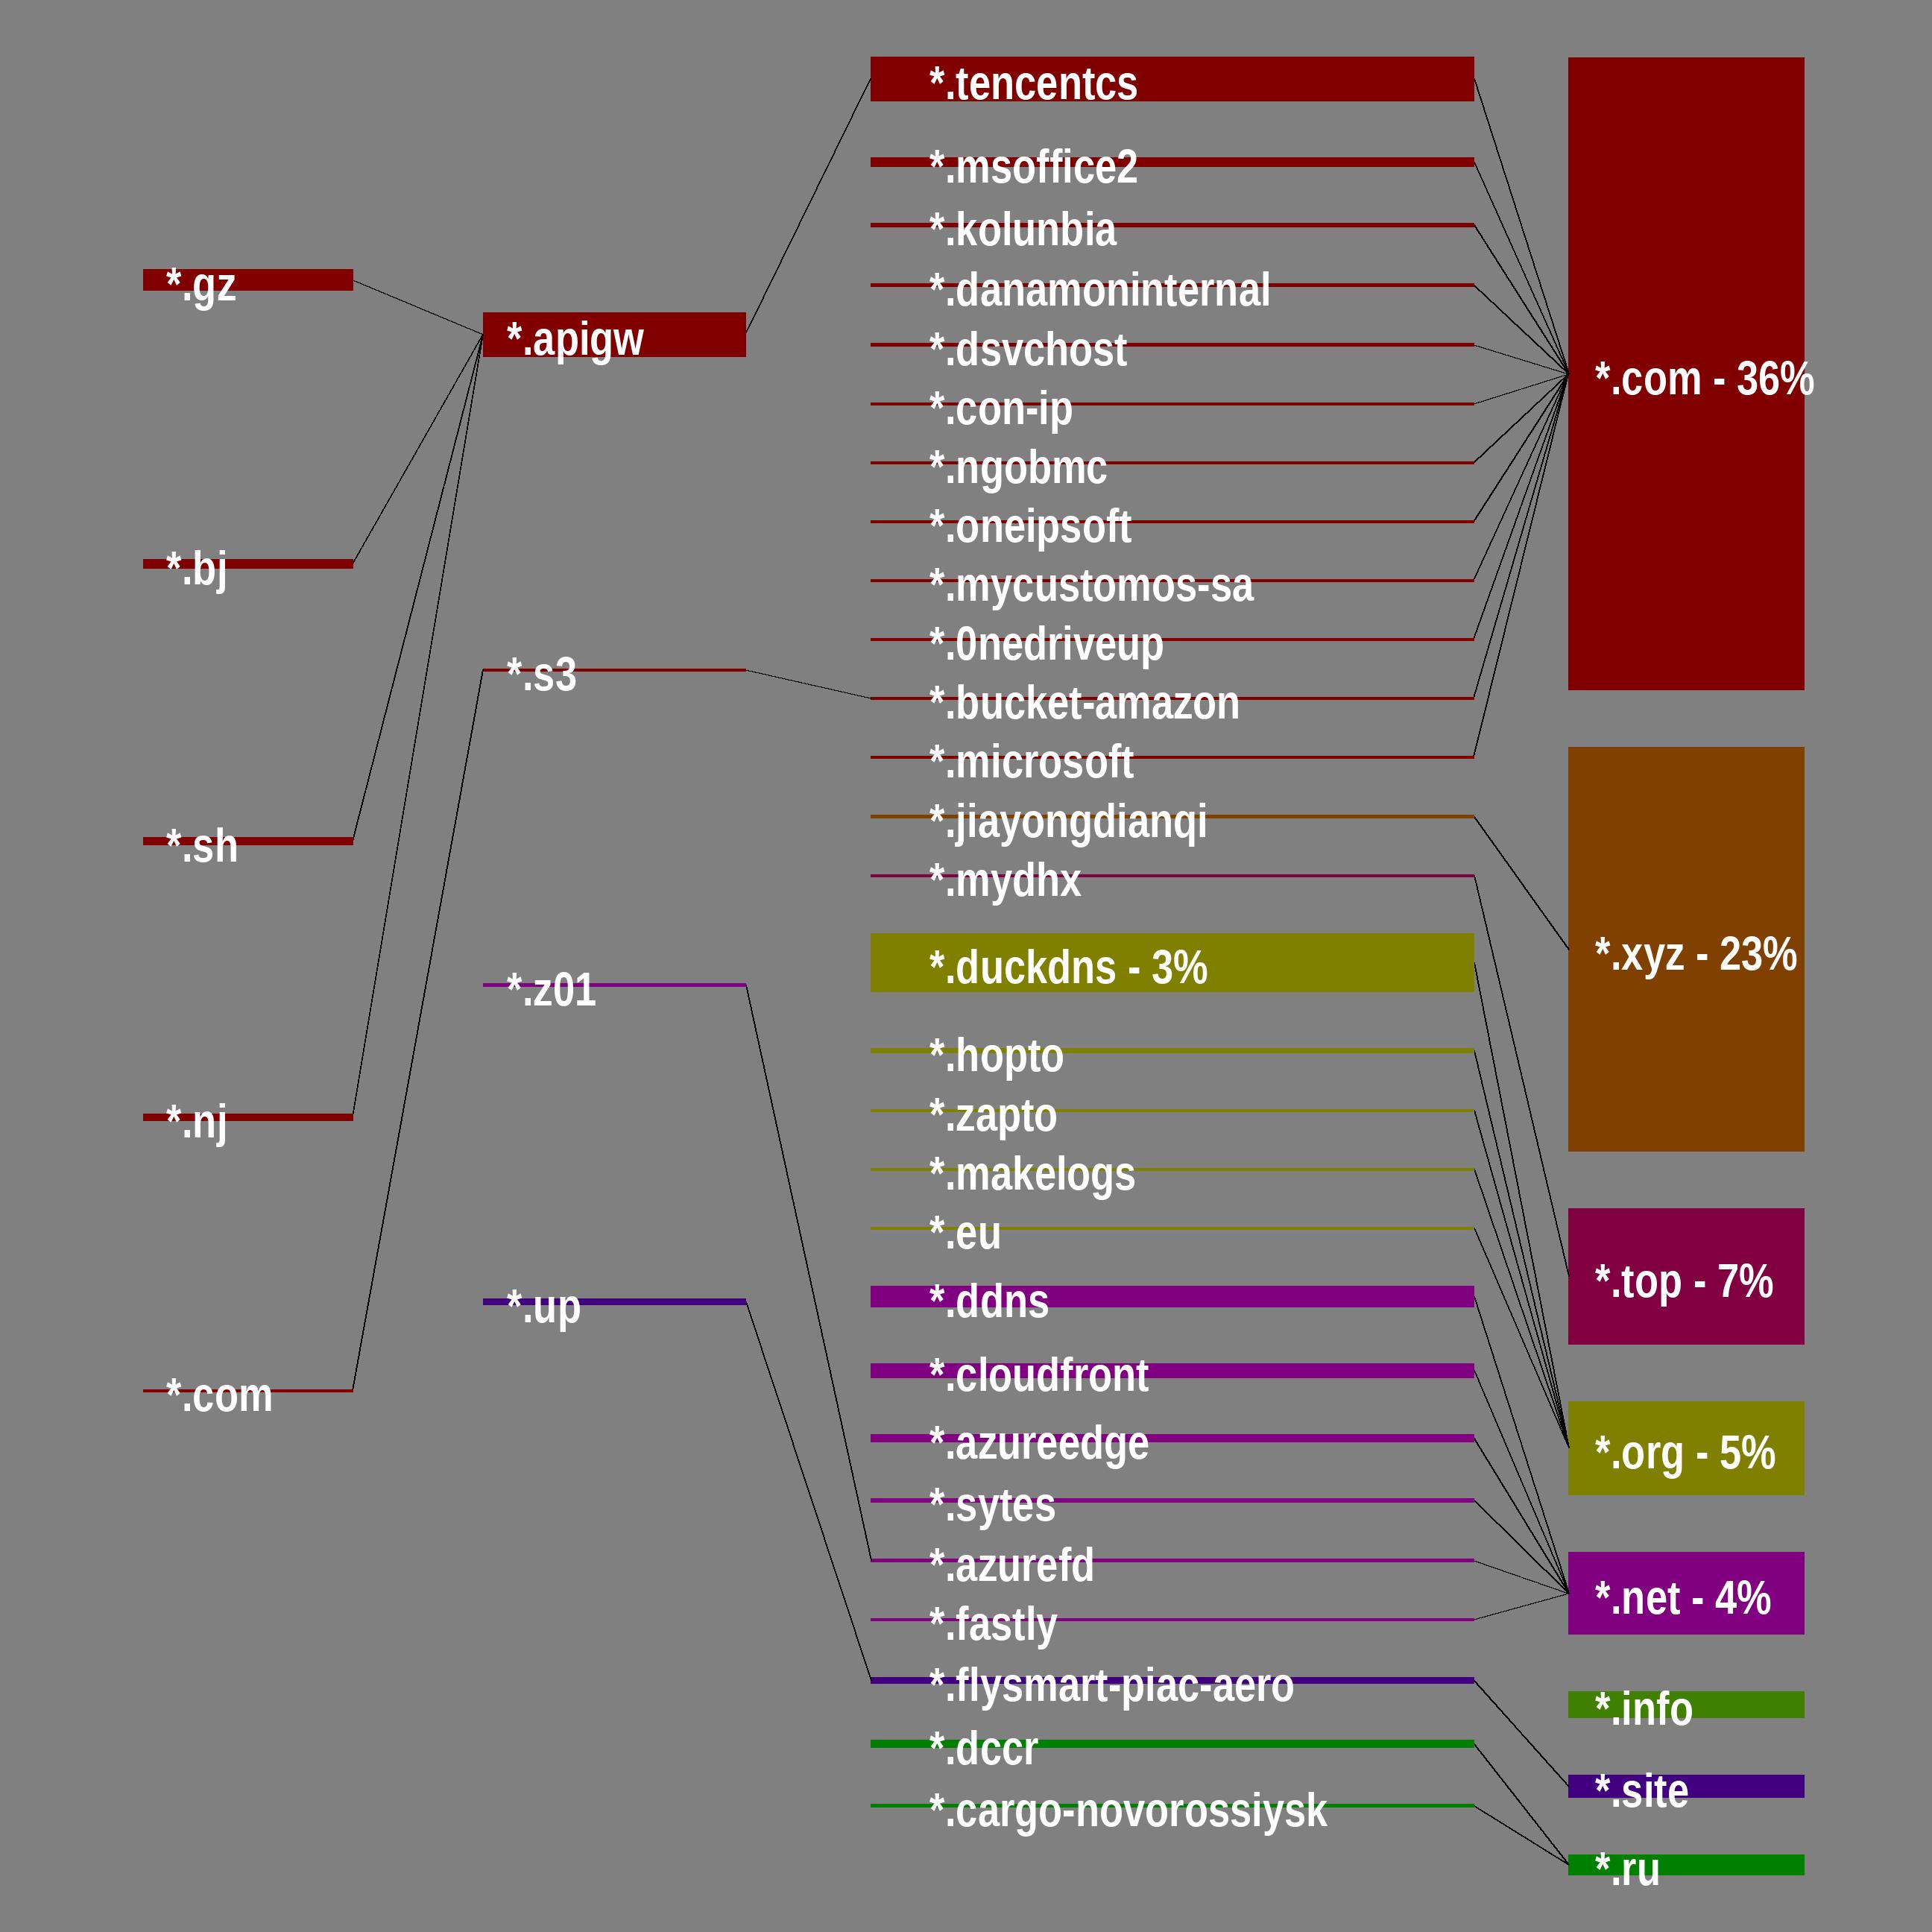 *.gz
*.bj
*.sh
*.nj
*.com
*.apigw
*.s3
*.z01
*.up
*.tencentcs
*.msoffice2
*.kolunbia
*.danamoninternal
*.dsvchost
*.con-ip
*.ngobmc
*.oneipsoft
*.mycustomos-sa
*.0nedriveup
*.bucket-amazon
*.microsoft
*.jiayongdianqi
*.mydhx
*.duckdns - 3%
*.hopto
*.zapto
*.makelogs
*.eu
*.ddns
*.cloudfront
*.azureedge
*.sytes
*.azurefd
*.fastly
*.flysmart-piac-aero
*.dccr
*.cargo-novorossiysk
*.com - 36%
*.xyz - 23%
*.top - 7%
*.org - 5%
*.net - 4%
*.info
*.site
*.ru